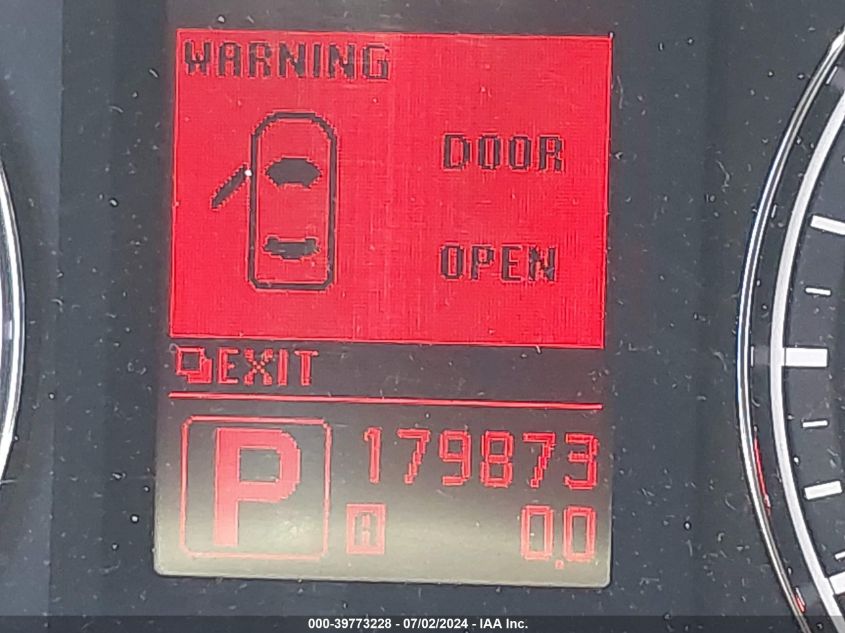 WARNING
DOOR
OPEN
EXIT
P
179873
A 0.0
000-39773228 - 07/02/2024 - IAA Inc.